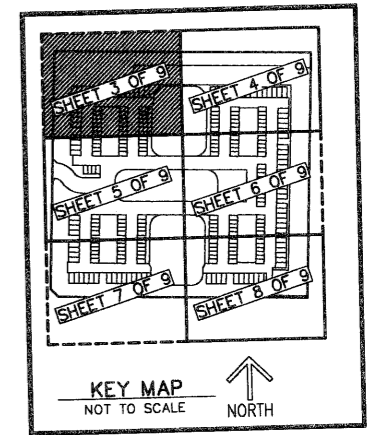 SHEET 3 OF 9
SHEET 4 OF 9
SHEET 5 OF 9
SHEET 6 OF 9
SHEET 7 OF 9
SHEET 8 OF 9
KEY MAP
NOT TO SCALE
NORTH